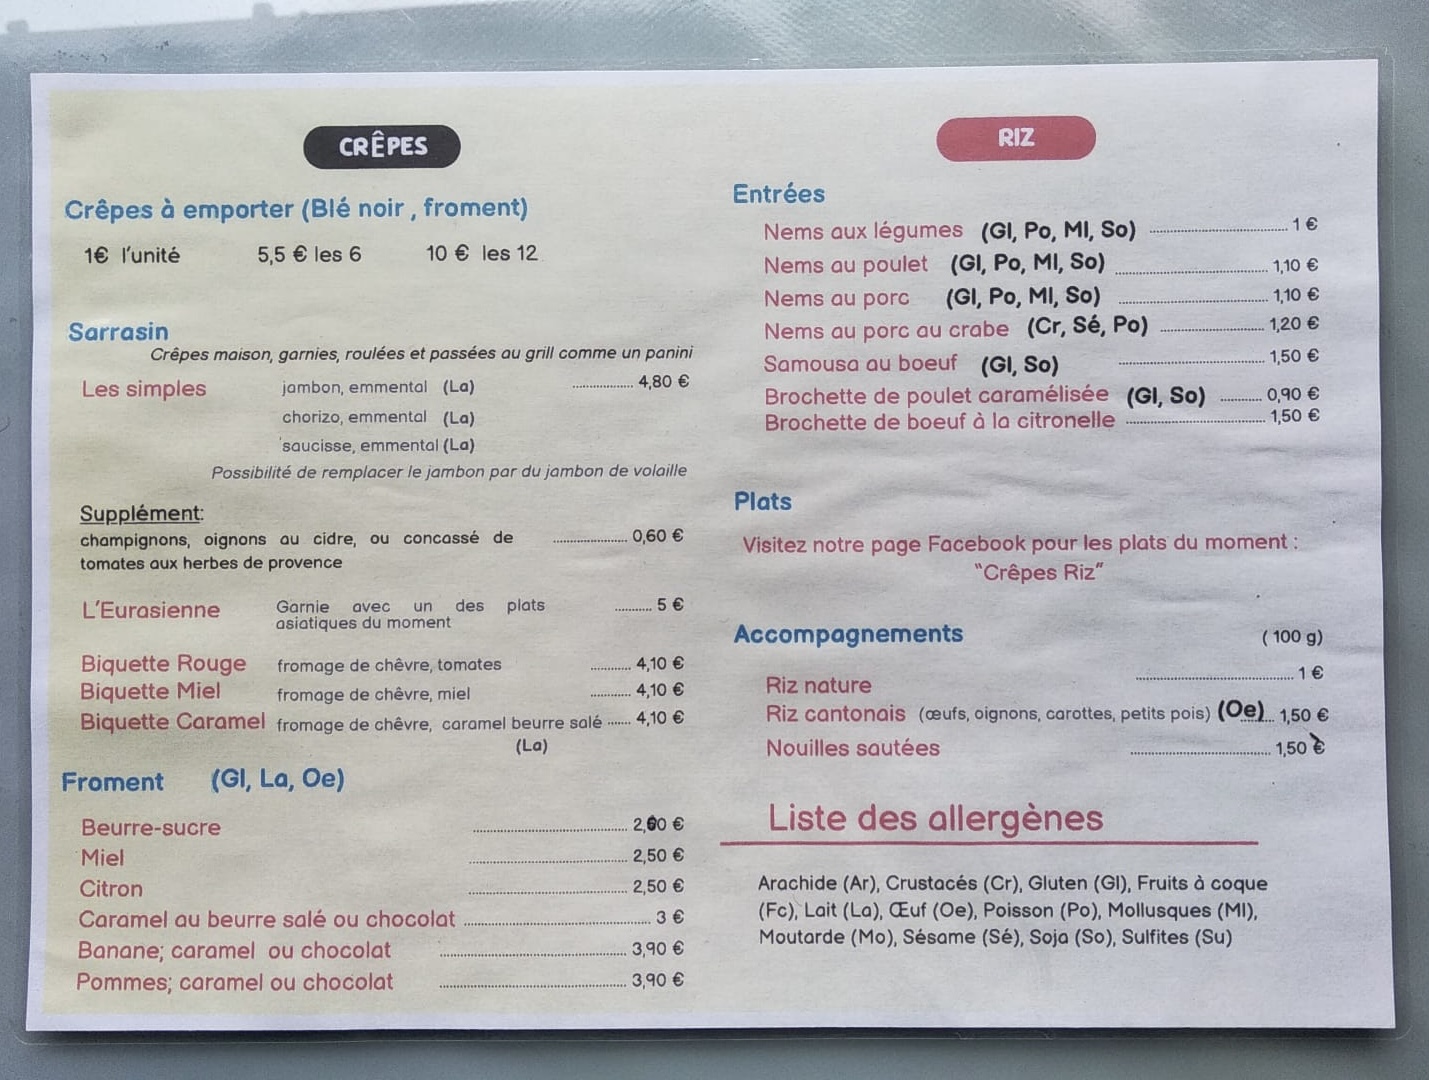 CRÊPES
Crêpes à emporter (Blé noir , froment)
1€ l'unité 5,5 € les 6 10 € les 12
Sarrasin
Crêpes maison, garnies, roulées et passées au grill comme un panini
Les simples jambon, emmental (La) ................ 4,80 €
chorizo, emmental (La)
saucisse, emmental (La)
Possibilité de remplacer le jambon par du jambon de volaille
Supplément:
champignons, oignons au cidre, ou concassé de ................... 0,60 €
tomates aux herbes de provence
L'Eurasienne Garnie avec un des plats .......... 5 €
asiatiques du moment
Biquette Rouge fromage de chêvre, tomates ........... 4,10 €
Biquette Miel fromage de chêvre, miel ........... 4,10 €
Biquette Caramel fromage de chêvre, caramel beurre salé ...... 4,10 €
(La)
Froment (Gl, La, Oe)
Beurre-sucre ........................................ 2,00 €
Miel ......................................... 2,50 €
Citron ......................................... 2,50 €
Caramel au beurre salé ou chocolat ................................................ 3 €
Banane; caramel ou chocolat ................................................ 3,90 €
Pommes; caramel ou chocolat ................................................ 3,90 €
RIZ
Entrées
Nems aux légumes (Gl, Po, Ml, So) .................................... 1 €
Nems au poulet (Gl, Po, Ml, So) ........................................ 1,10 €
Nems au porc (Gl, Po, Ml, So) ....................................... 1,10 €
Nems au porc au crabe (Cr, Sé, Po) ........................... 1,20 €
Samousa au boeuf (Gl, So) ...................................... 1,50 €
Brochette de poulet caramélisée (Gl, So) ........... 0,90 €
Brochette de boeuf à la citronelle .................................... 1,50 €
Plats
Visitez notre page Facebook pour les plats du moment :
"Crêpes Riz"
Accompagnements ( 100 g)
Riz nature ......................................... 1 €
Riz cantonais (œufs, oignons, carottes, petits pois) (Oe)... 1,50 €
Nouilles sautées ..................................... 1,50 €
Liste des allergènes
Arachide (Ar), Crustacés (Cr), Gluten (Gl), Fruits à coque
(Fc), Lait (La), Œuf (Oe), Poisson (Po), Mollusques (Ml),
Moutarde (Mo), Sésame (Sé), Soja (So), Sulfites (Su)